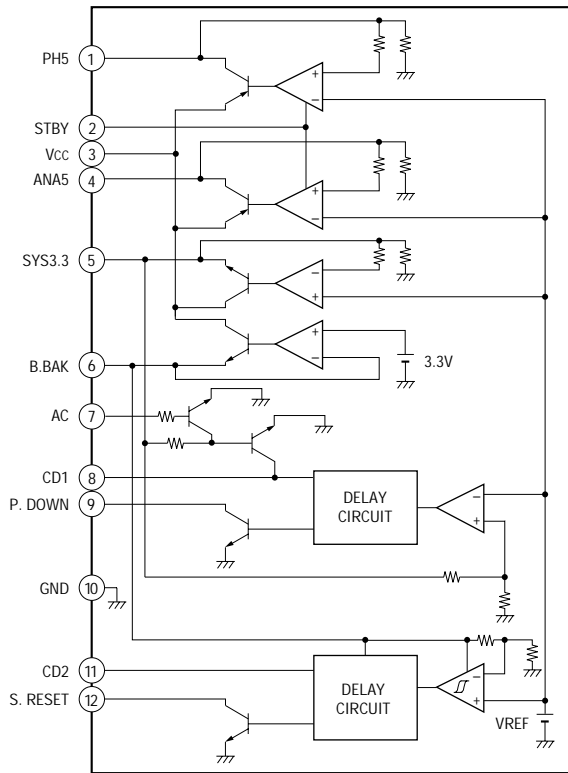 PH5 1
STBY 2
VCC 3
ANA5 4
SYS3.3 5
B.BAK 6
3.3V
AC 7
CD1 8
P. DOWN 9
DELAY
CIRCUIT
GND 10
CD2 11
S. RESET 12
DELAY
CIRCUIT
VREF
+
−
+
−
−
+
+
−
−
+
−
+